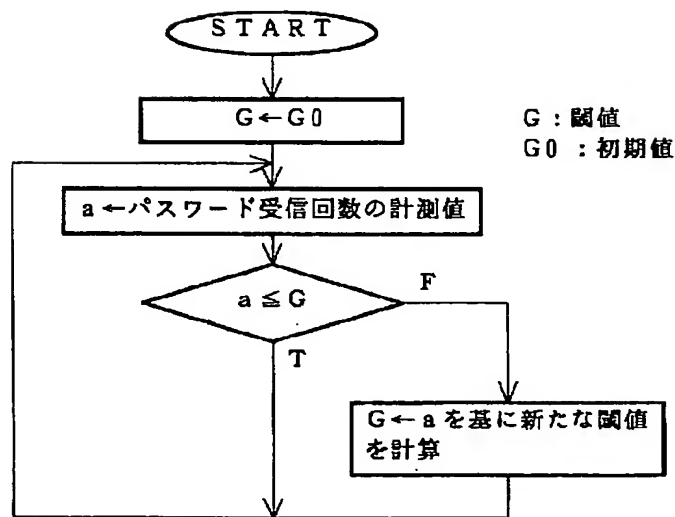 START
G←G0
G：閾値
G0：初期値
a←パスワード受信回数の計測値
a≦G
F
T
G←aを基に新たな閾値
を計算